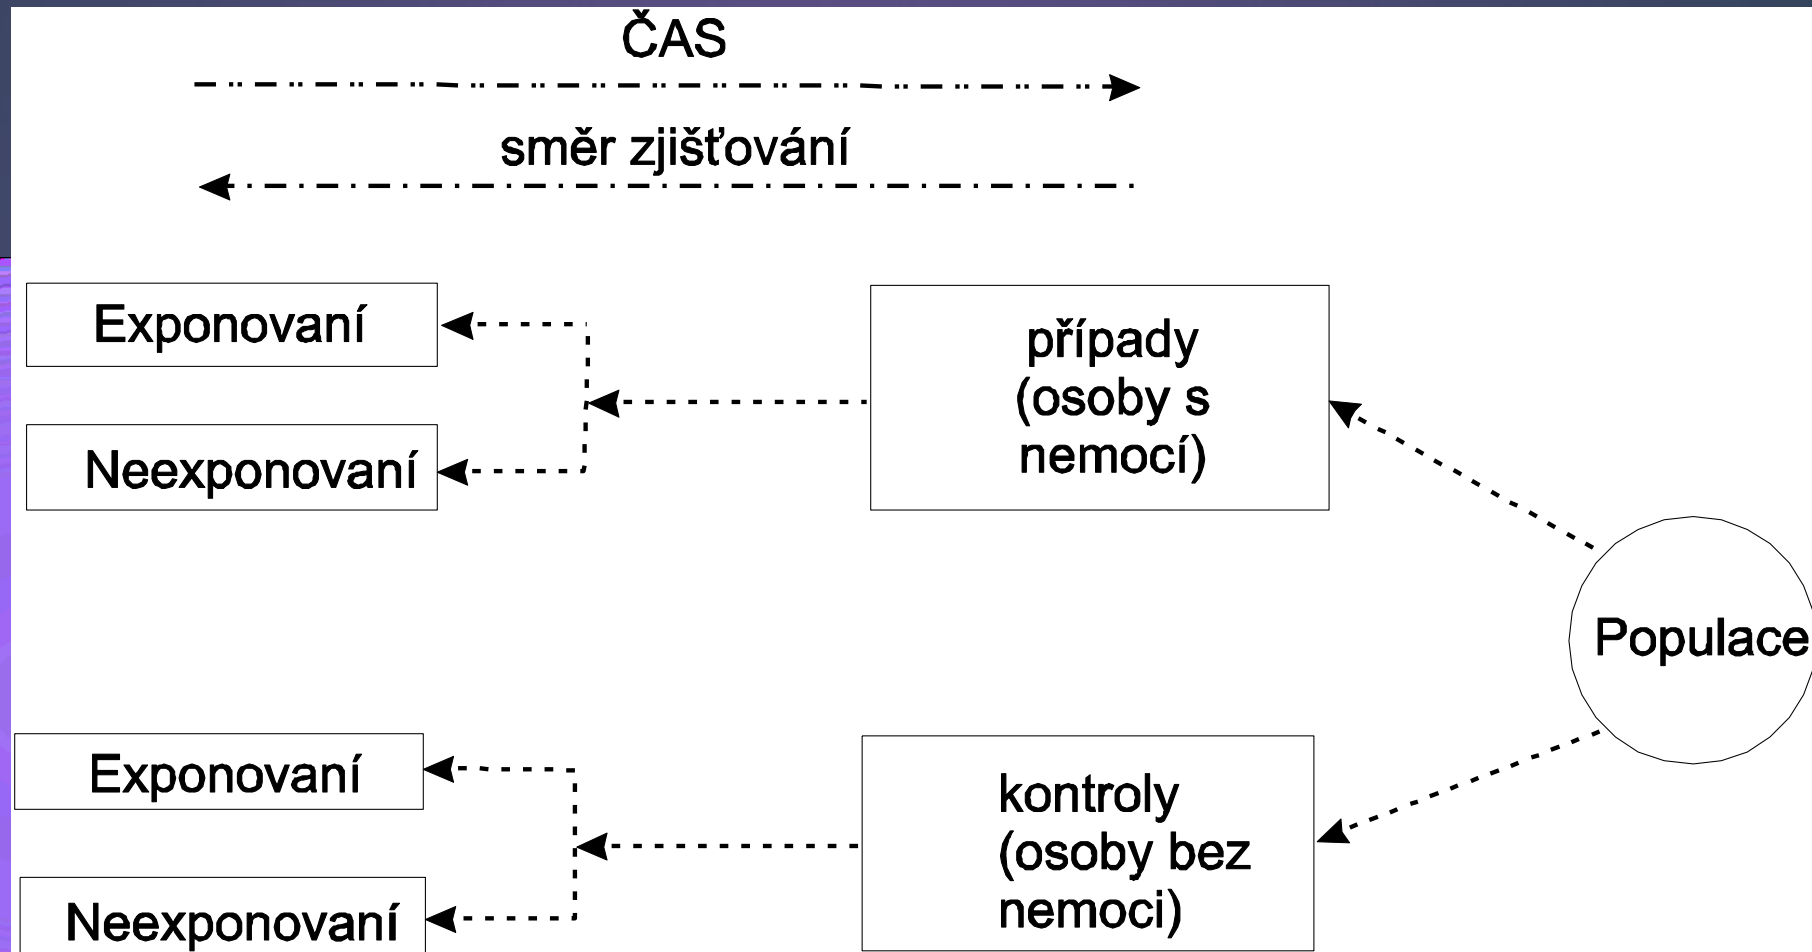 ČAS
směr zjišťování
Exponovaní
Neexponovaní
případy
(osoby s
nemocí)
Populace
Exponovaní
Neexponovaní
kontroly
(osoby bez
nemoci)